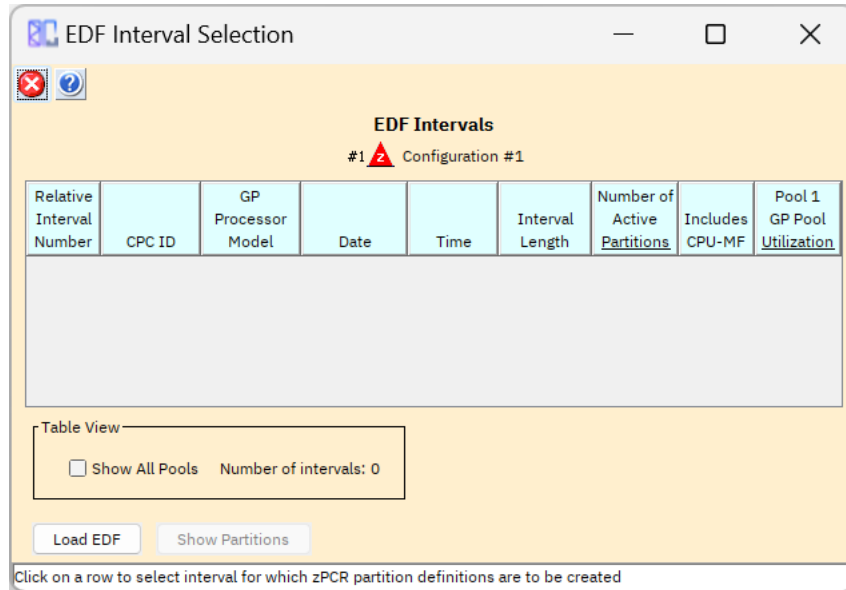 EDF Interval Selection
EDF Intervals
#1 z Configuration #1
Relative Interval Number
CPC ID
GP Processor Model
Date
Time
Interval Length
Number of Active Partitions
Includes CPU-MF
Pool 1 GP Pool Utilization
Table View
Show All Pools Number of intervals: 0
Load EDF Show Partitions
Click on a row to select interval for which zPCR partition definitions are to be created